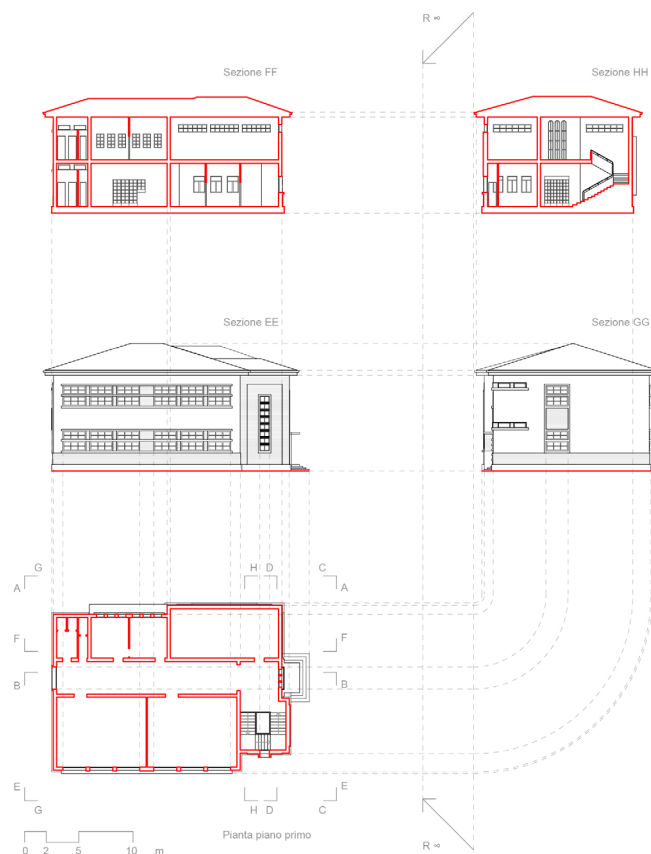 R ∞
Sezione FF
Sezione HH
Sezione EE
Sezione GG
G H D C
A A
F F
B B
E E
G H D C
Pianta piano primo
0 2 5 10 m
R ∞